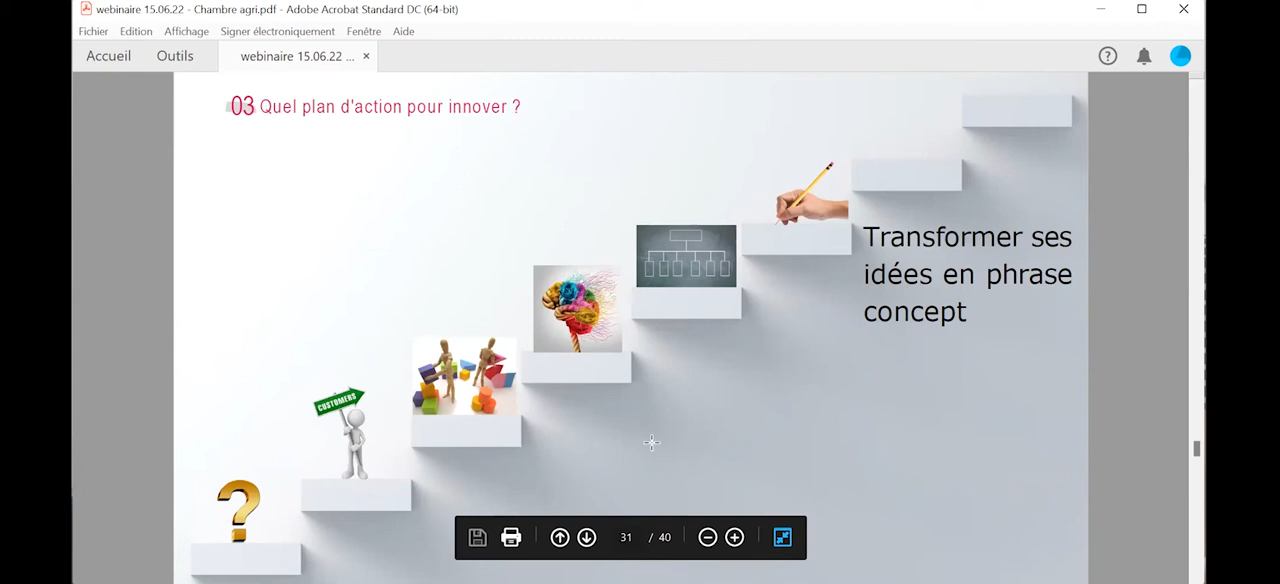 webinaire 15.06.22 - Chambre agri.pdf - Adobe Acrobat Standard DC (64-bit)
Fichier Edition Affichage Signer électroniquement Fenêtre Aide
Accueil Outils webinaire 15.06.22 ... ×
03 Quel plan d'action pour innover ?
Transformer ses
idées en phrase
concept
CUSTOMERS
31 / 40